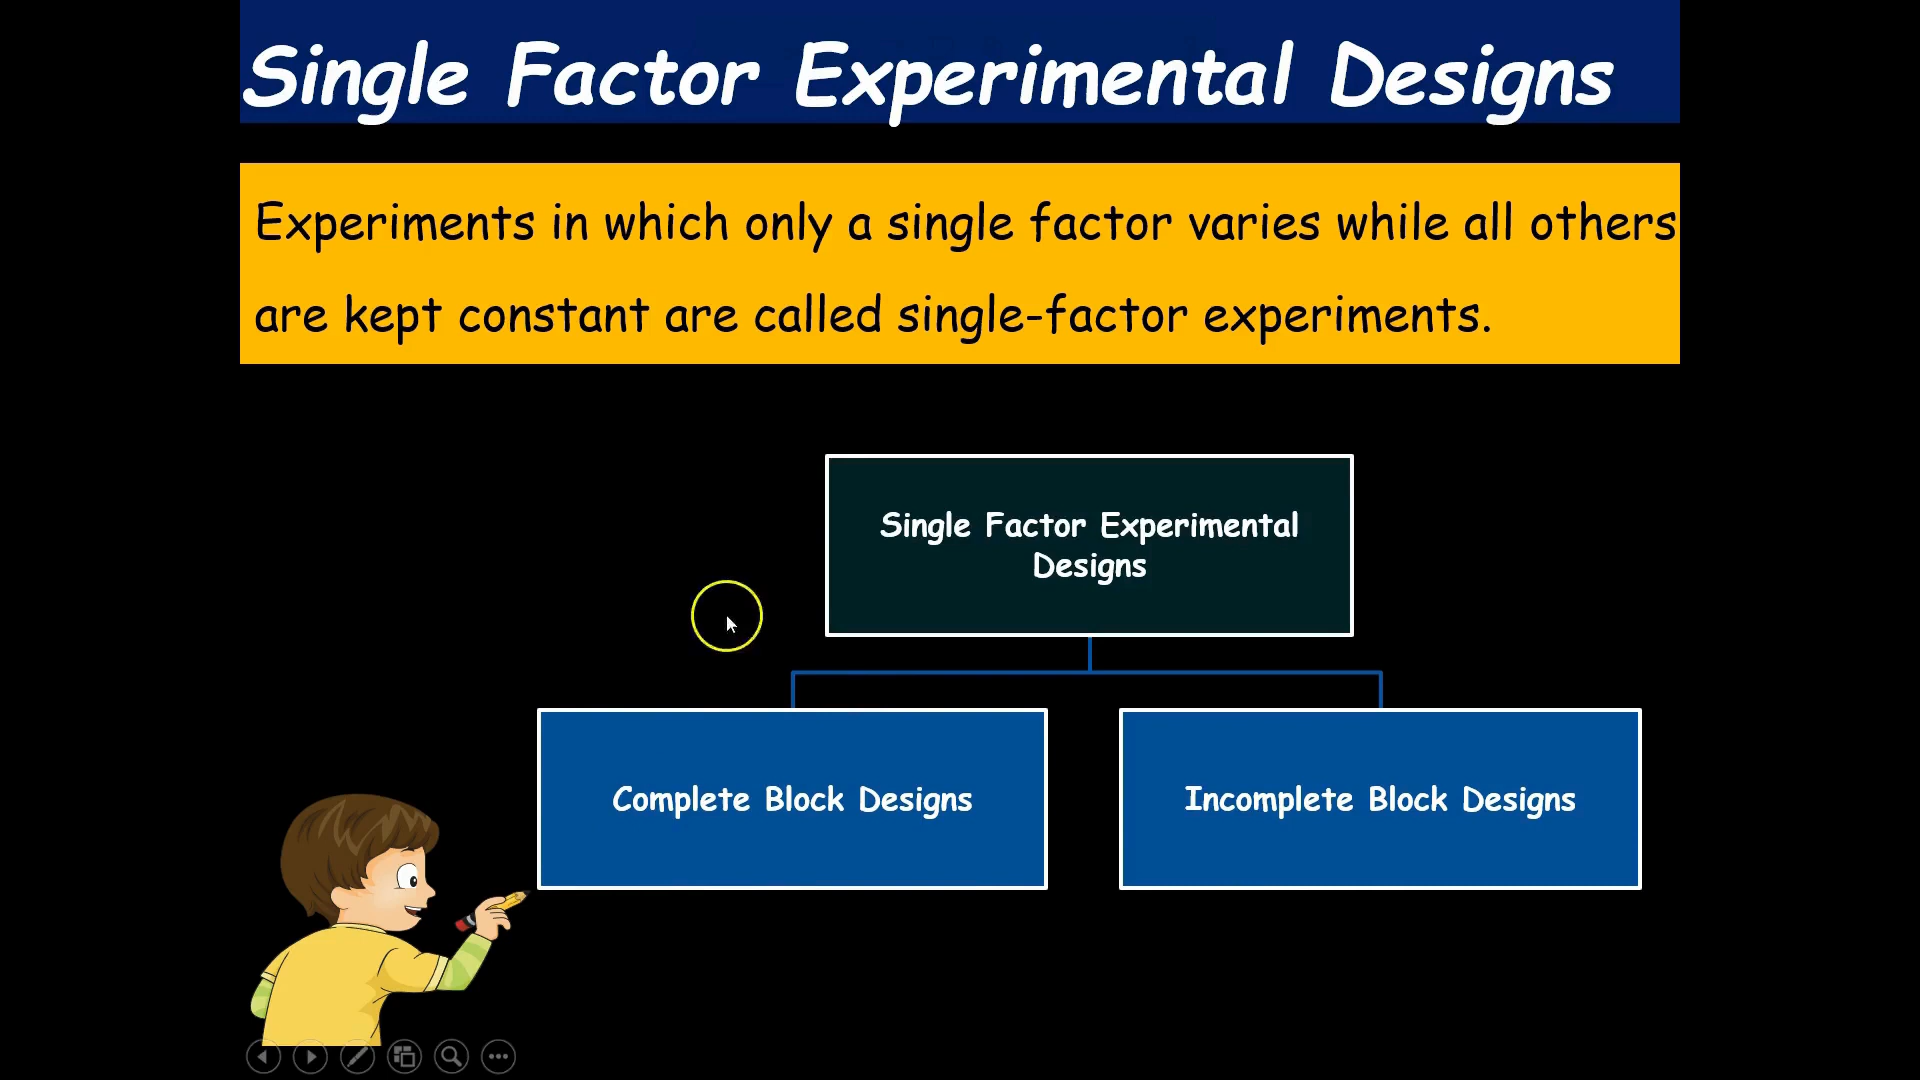 Single Factor Experimental Designs
Experiments in which only a single factor varies while all others
are kept constant are called single-factor experiments.
Single Factor Experimental
Designs
Complete Block Designs
Incomplete Block Designs